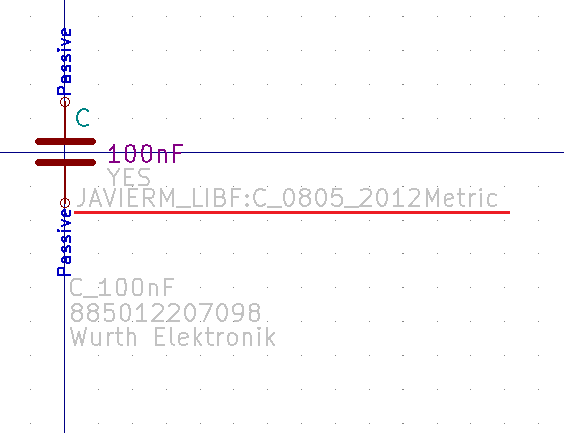 Passive
C
100nF
YES
JAVIERM_LIBF:C_0805_2012Metric
Passive
C_100nF
885012207098
Wurth Elektronik